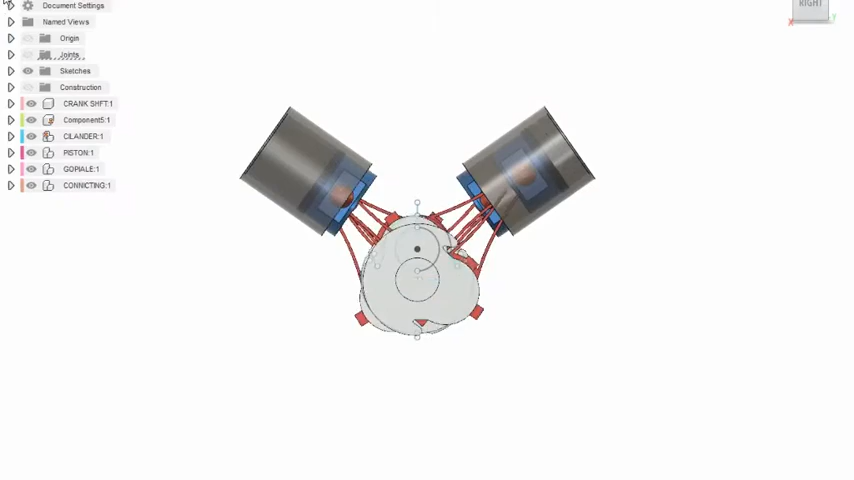 Document Settings
Named Views
Origin
Joints
Sketches
Construction
CRANK SHFT:1
Component5:1
CILANDER:1
PISTON:1
GOPIALE:1
CONNICTING:1
RIGHT
X
Y